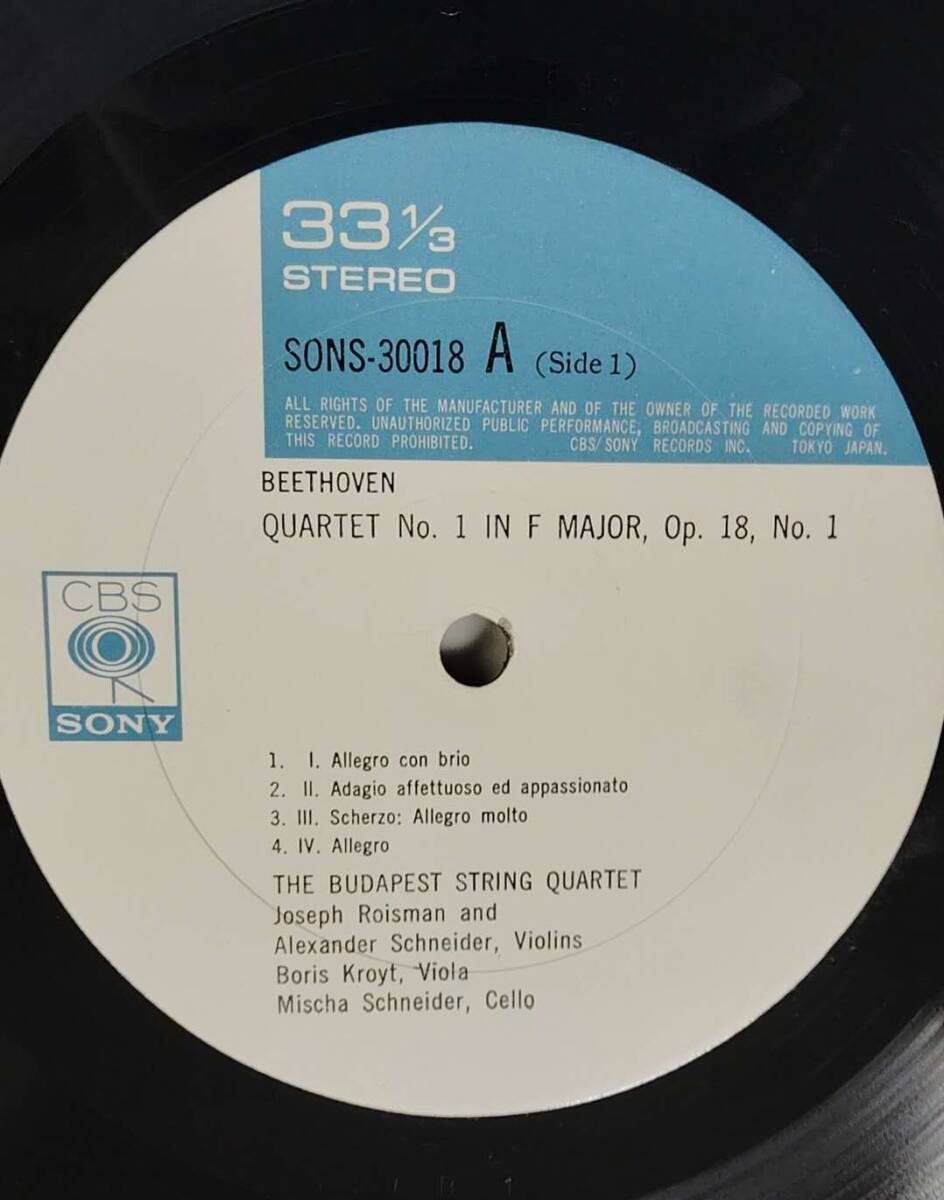 33 1/3
STEREO
SONS-30018 A (Side 1)
ALL RIGHTS OF THE MANUFACTURER AND OF THE OWNER OF THE RECORDED WORK
RESERVED. UNAUTHORIZED PUBLIC PERFORMANCE, BROADCASTING AND COPYING OF
THIS RECORD PROHIBITED. CBS/SONY RECORDS INC. TOKYO JAPAN.
BEETHOVEN
QUARTET No. 1 IN F MAJOR, Op. 18, No. 1
CBS
SONY
1. I. Allegro con brio
2. II. Adagio affettuoso ed appassionato
3. III. Scherzo: Allegro molto
4. IV. Allegro
THE BUDAPEST STRING QUARTET
Joseph Roisman and
Alexander Schneider, Violins
Boris Kroyt, Viola
Mischa Schneider, Cello